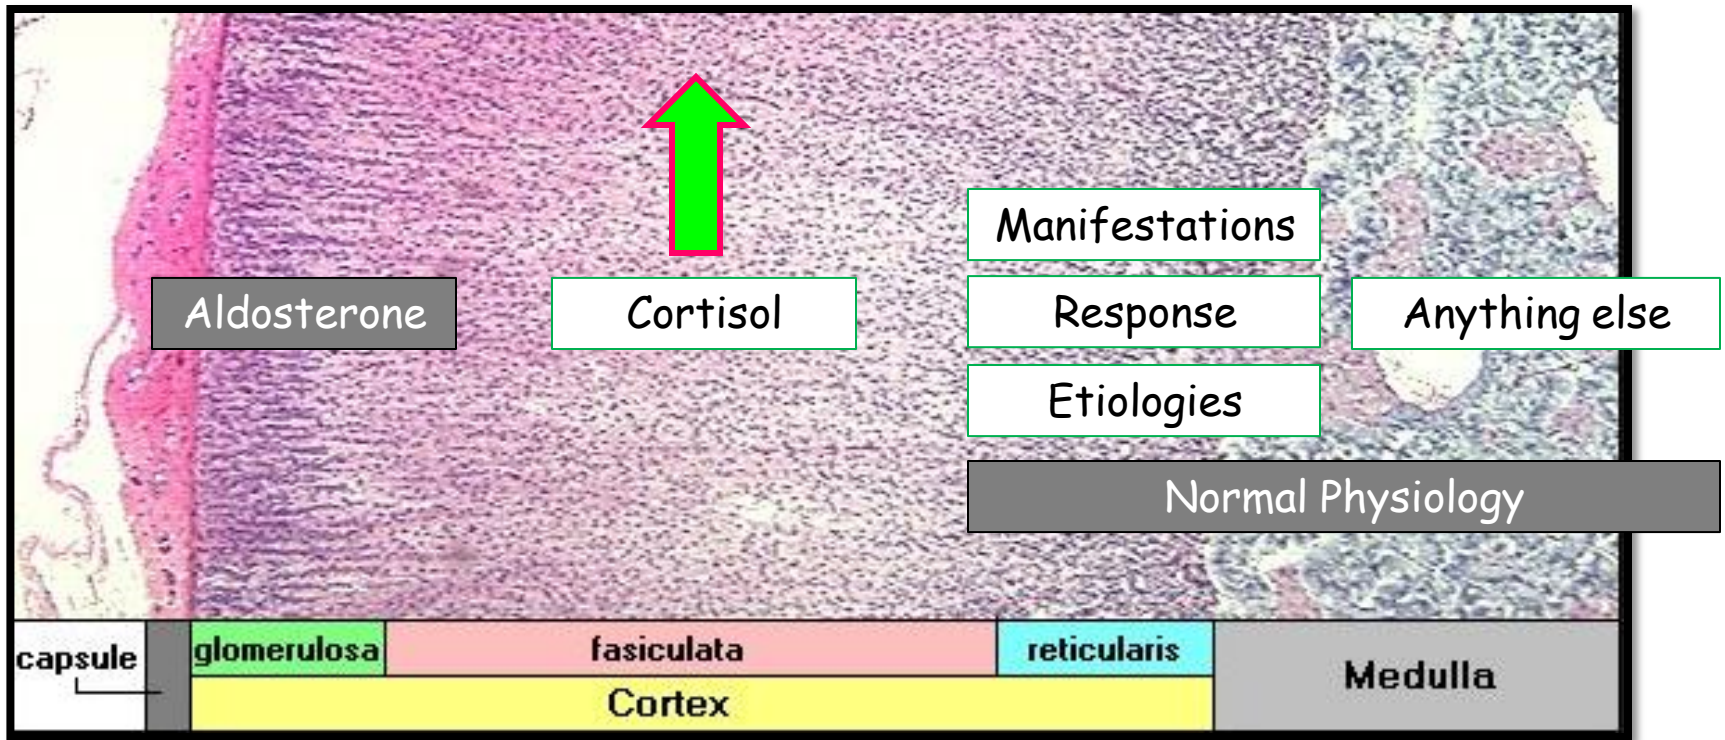 Manifestations
Aldosterone
Cortisol
Response
Anything else
Etiologies
Normal Physiology
capsule
glomerulosa
fasiculata
reticularis
Medulla
Cortex